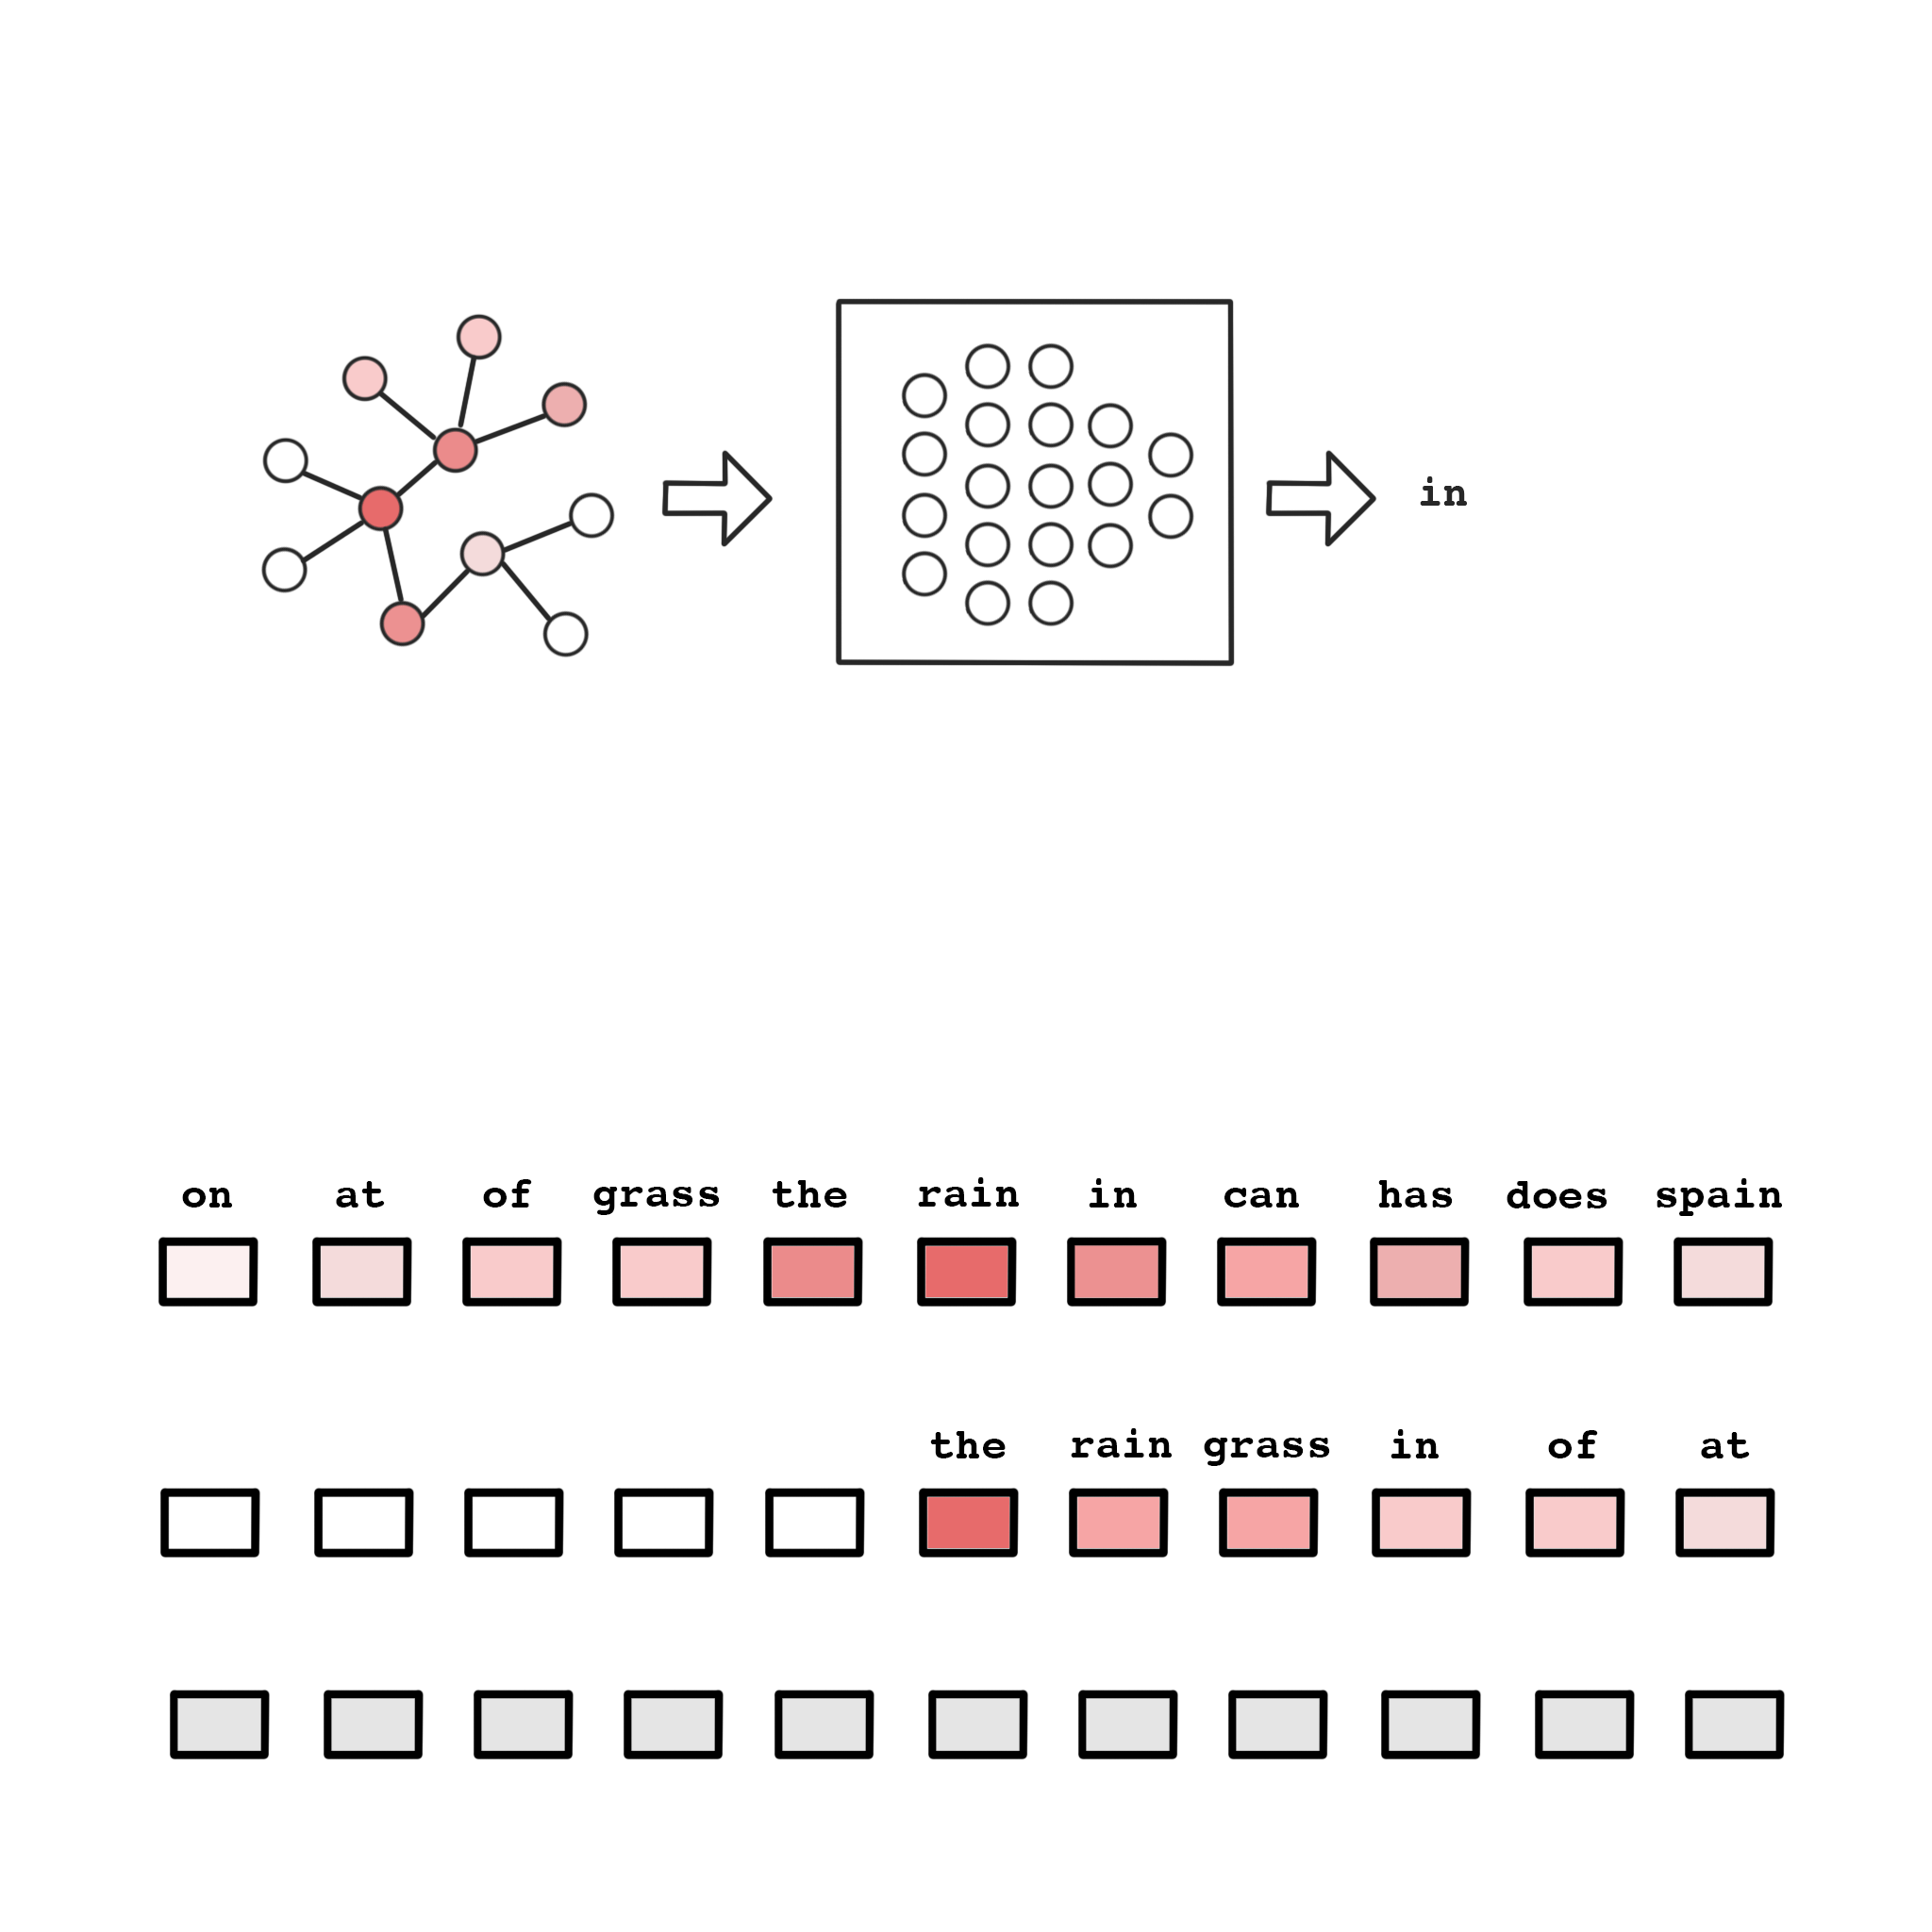 in
on at of grass the rain in can has does spain
the rain grass in of at